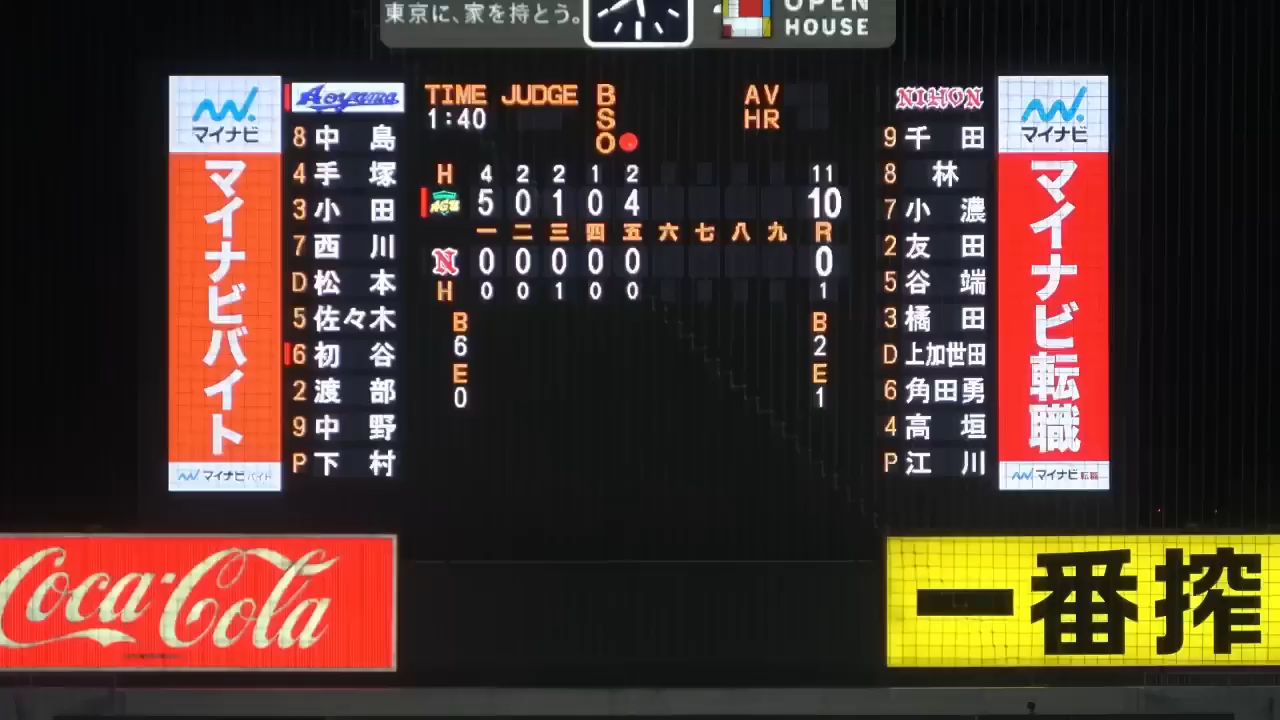 東京に、家を持とう。
OPEN
HOUSE
マイナビ
マイナビバイト
マイナビ バイト
Aoyama
8 中島
4 手塚
3 小田
7 西川
D 松本
5 佐々木
6 初谷
2 渡部
9 中野
P 下村
TIME JUDGE B AV
1:40 S HR
O
H 4 2 2 1 2 11
AGU 5 0 1 0 4 10
一 二 三 四 五 六 七 八 九 R
N 0 0 0 0 0 0
H 0 0 1 0 0 1
B B
6 2
E E
0 1
NIHON
9 千田
8 林
7 小濃
2 友田
5 谷端
3 橘田
D 上加世田
6 角田勇
4 高垣
P 江川
マイナビ
マイナビ転職
マイナビ 転職
Coca-Cola
一番搾